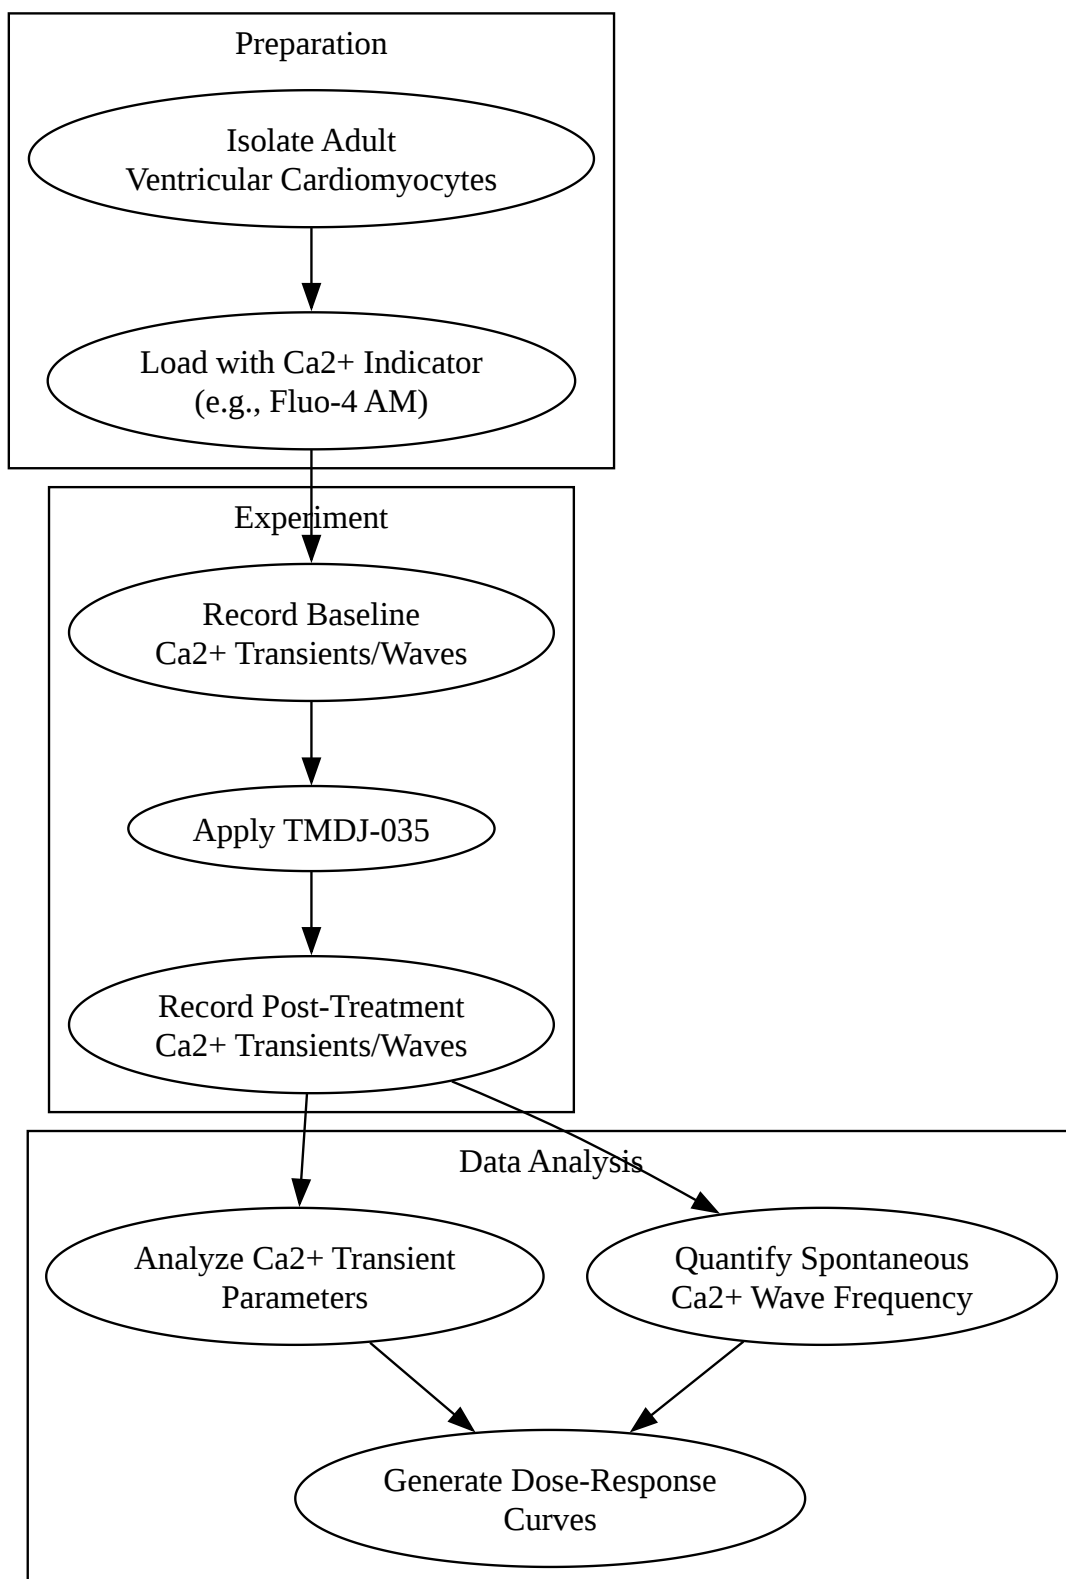 Preparation
Isolate Adult
Ventricular Cardiomyocytes
Load with Ca2+ Indicator
(e.g., Fluo-4 AM)
Experiment
Record Baseline
Ca2+ Transients/Waves
Apply TMDJ-035
Record Post-Treatment
Ca2+ Transients/Waves
Data Analysis
Analyze Ca2+ Transient
Parameters
Quantify Spontaneous
Ca2+ Wave Frequency
Generate Dose-Response
Curves